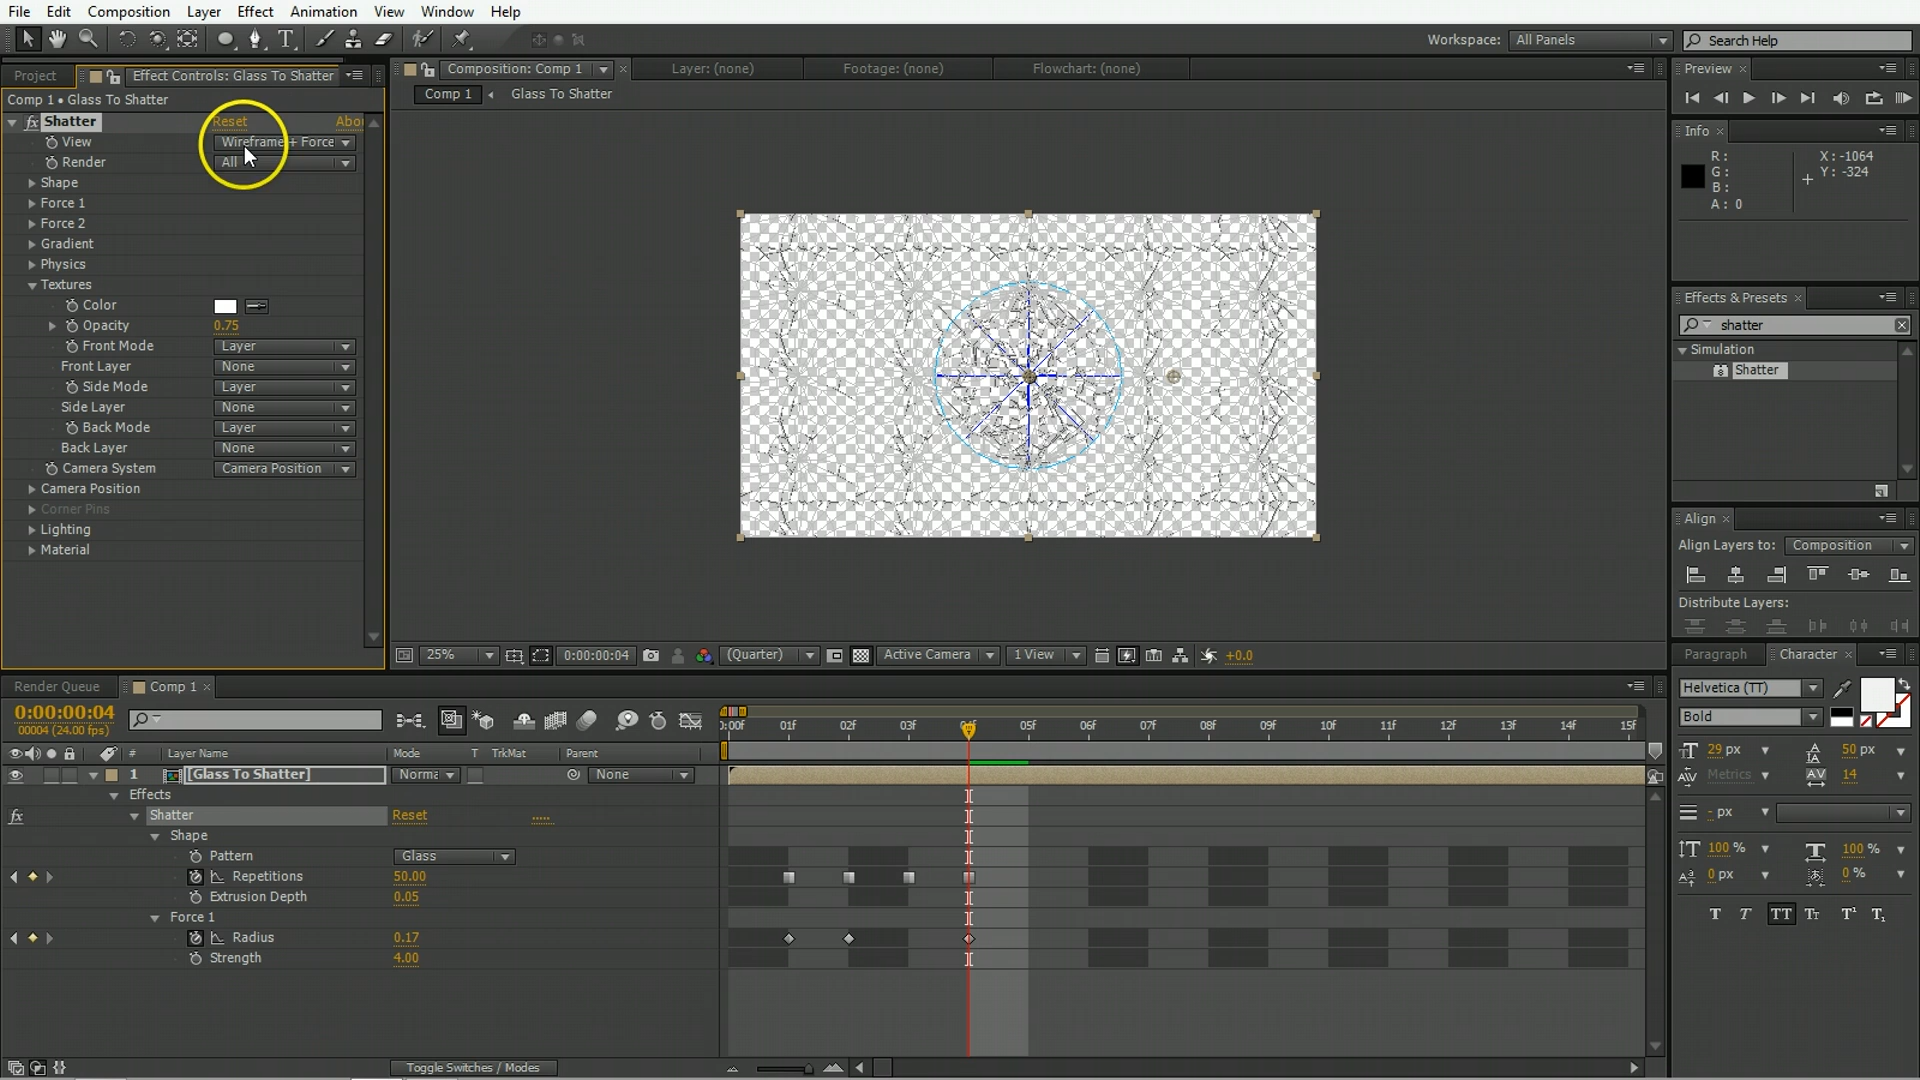 File Edit Composition Layer Effect Animation View Window Help
Workspace: All Panels Search Help
Project Effect Controls: Glass To Shatter
Composition: Comp 1 Layer: (none) Footage: (none) Flowchart: (none)
Preview
Comp 1 • Glass To Shatter
Comp 1 Glass To Shatter
fx Shatter Reset Abou
View Wireframe + Force
Render All
Shape
Force 1
Force 2
Gradient
Physics
Textures
Color
Opacity 0.75
Front Mode Layer
Front Layer None
Side Mode Layer
Side Layer None
Back Mode Layer
Back Layer None
Camera System Camera Position
Camera Position
Corner Pins
Lighting
Material
Info
R: X: -1064
G: Y: -324
B:
A: 0
Effects & Presets
shatter
Simulation
Shatter
Align
Align Layers to: Composition
Distribute Layers:
25% 0:00:00:04 (Quarter) Active Camera 1 View +0.0
Paragraph Character
Helvetica (TT)
Bold
29 px 50 px
Metrics 14
- px
100 % 100 %
0 px 0 %
T T TT Tt T¹ T₁
Render Queue Comp 1
0:00:00:04
00004 (24.00 fps)
0:00f 01f 02f 03f 04f 05f 06f 07f 08f 09f 10f 11f 12f 13f 14f 15f
# Layer Name Mode T TrkMat Parent
1 [Glass To Shatter] Norma None
Effects
fx Shatter Reset .....
Shape
Pattern Glass
Repetitions 50.00
Extrusion Depth 0.05
Force 1
Radius 0.17
Strength 4.00
Toggle Switches / Modes